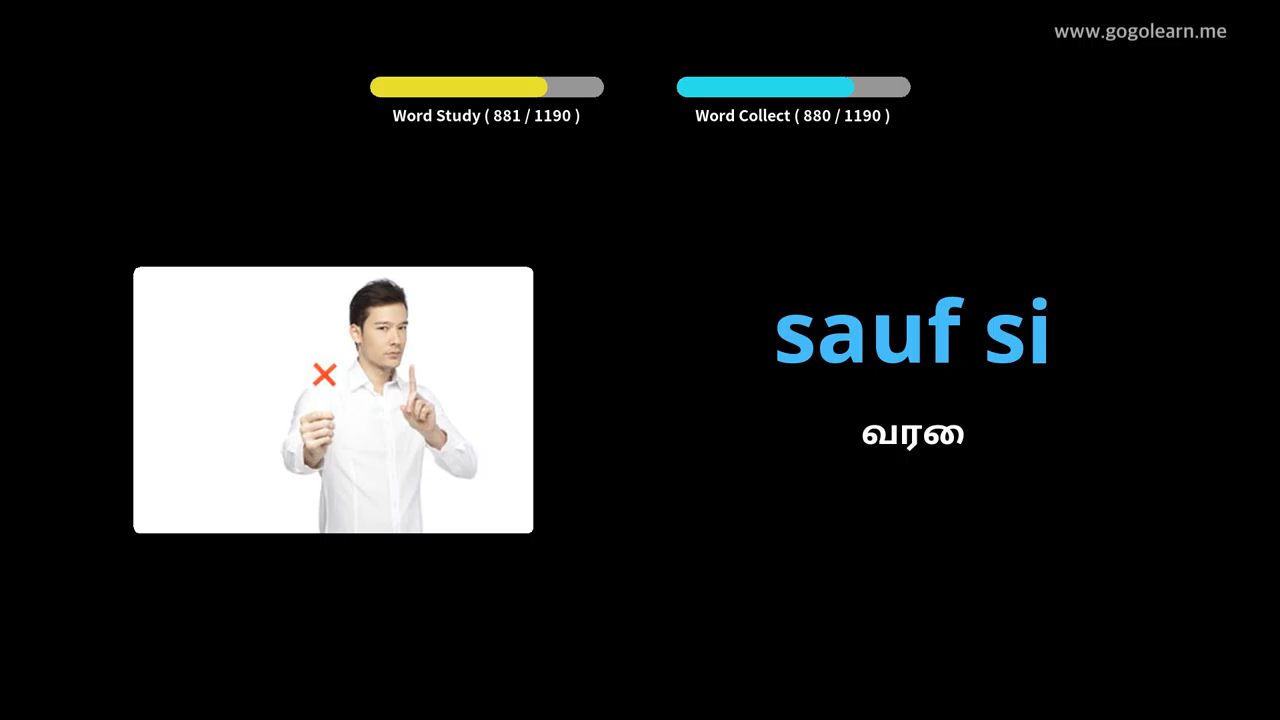 www.gogolearn.me
Word Study ( 881 / 1190 )
Word Collect ( 880 / 1190 )
sauf si
வரை